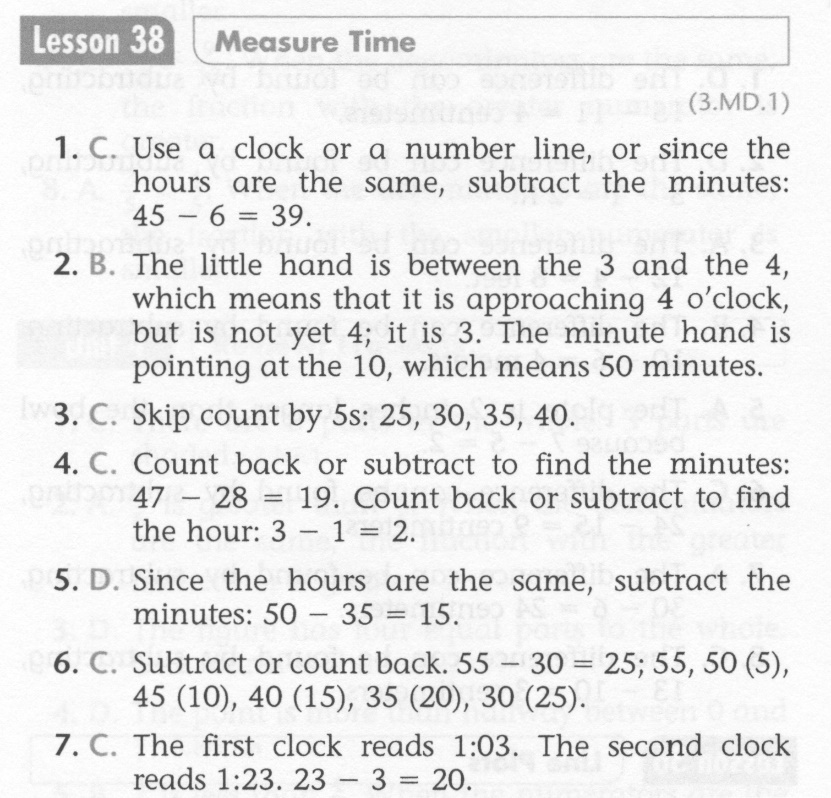 Lesson 38 Measure Time
(3.MD.1)
1. C. Use a clock or a number line, or since the
hours are the same, subtract the minutes:
45 – 6 = 39.
2. B. The little hand is between the 3 and the 4,
which means that it is approaching 4 o'clock,
but is not yet 4; it is 3. The minute hand is
pointing at the 10, which means 50 minutes.
3. C. Skip count by 5s: 25, 30, 35, 40.
4. C. Count back or subtract to find the minutes:
47 – 28 = 19. Count back or subtract to find
the hour: 3 – 1 = 2.
5. D. Since the hours are the same, subtract the
minutes: 50 – 35 = 15.
6. C. Subtract or count back. 55 – 30 = 25; 55, 50 (5),
45 (10), 40 (15), 35 (20), 30 (25).
7. C. The first clock reads 1:03. The second clock
reads 1:23. 23 – 3 = 20.